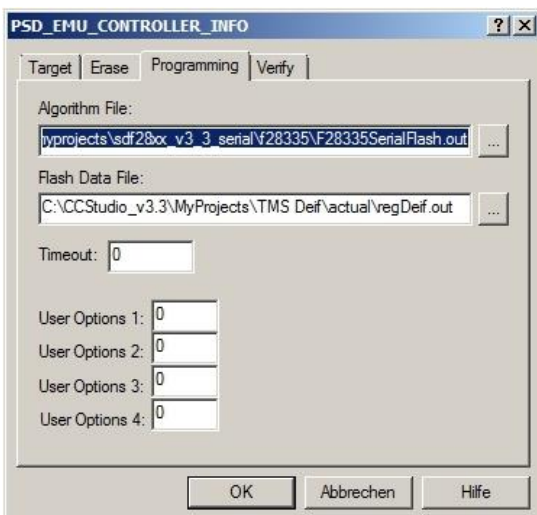 PSD_EMU_CONTROLLER_INFO
Target Erase Programming Verify
Algorithm File:
myprojects\sdf28xx_v3_3_serial\f28335\F28335SerialFlash.out ...
Flash Data File:
C:\CCStudio_v3.3\MyProjects\TMS Deif\actual\regDeif.out ...
Timeout: 0
User Options 1: 0
User Options 2: 0
User Options 3: 0
User Options 4: 0
OK Abbrechen Hilfe